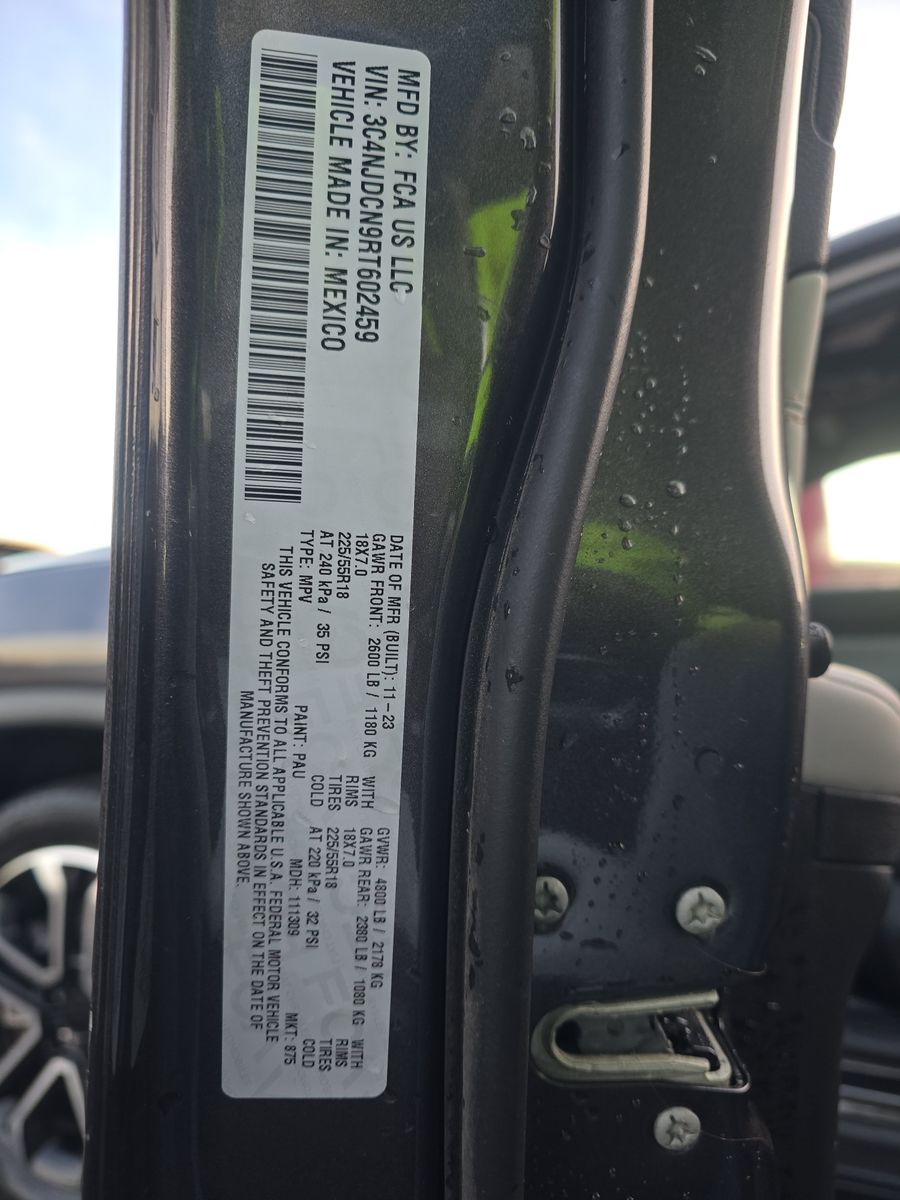 MFD BY: FCA US LLC
VIN: 3C4NJDCN9RT602459
VEHICLE MADE IN: MEXICO
DATE OF MFR (BUILT): 11-23 GVWR: 4800 LB / 2178 KG
GAWR FRONT: 2600 LB / 1180 KG WITH GAWR REAR: 2380 LB / 1080 KG WITH
18X7.0 RIMS 18X7.0 RIMS
225/55R18 TIRES 225/55R18 TIRES
AT 240 kPa / 35 PSI COLD AT 220 kPa / 32 PSI COLD
TYPE: MPV PAINT: PAU MDH: 111309 MKT: 875
THIS VEHICLE CONFORMS TO ALL APPLICABLE U.S.A. FEDERAL MOTOR VEHICLE
SAFETY AND THEFT PREVENTION STANDARDS IN EFFECT ON THE DATE OF
MANUFACTURE SHOWN ABOVE.